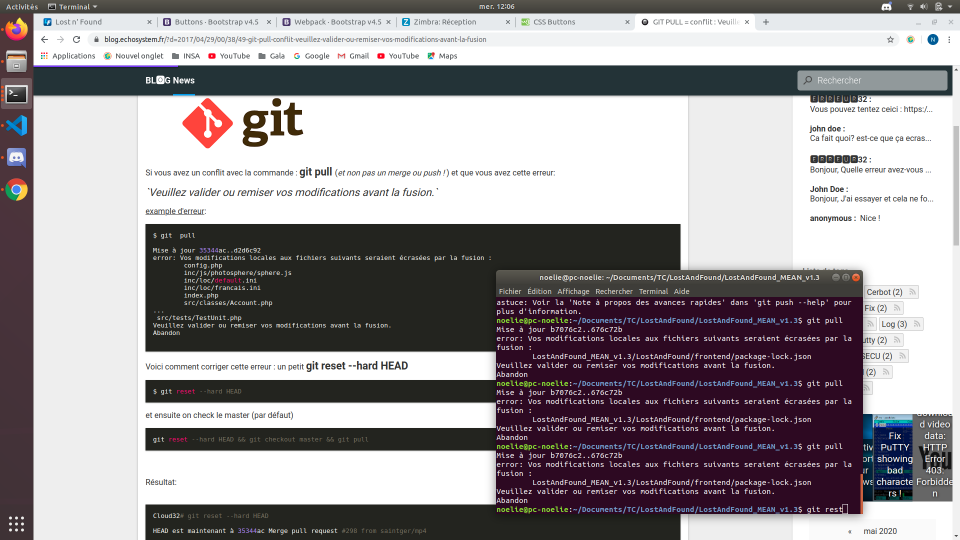 Activités
Terminal
mer. 12:06
Lost n' Found
Buttons · Bootstrap v4.5
Webpack · Bootstrap v4.5
Zimbra: Réception
CSS Buttons
GIT PULL = conflit : Veuille
blog.echosystem.fr/?d=2017/04/29/00/38/49-git-pull-conflit-veuillez-valider-ou-remiser-vos-modifications-avant-la-fusion
Applications
Nouvel onglet
INSA
YouTube
Gala
Google
Gmail
YouTube
Maps
BLOG News
Rechercher
git
Si vous avez un conflit avec la commande : git pull (et non pas un merge ou push ! ) et que vous avez cette erreur:
`Veuillez valider ou remiser vos modifications avant la fusion.`
example d'erreur:
$ git pull
Mise à jour 35344ac..d2d6c92
error: Vos modifications locales aux fichiers suivants seraient écrasées par la fusion :
config.php
inc/js/photosphere/sphere.js
inc/loc/default.ini
inc/loc/francais.ini
index.php
src/classes/Account.php
...
src/tests/TestUnit.php
Veuillez valider ou remiser vos modifications avant la fusion.
Abandon
Voici comment corriger cette erreur : un petit git reset --hard HEAD
$ git reset --hard HEAD
et ensuite on check le master (par défaut)
git reset --hard HEAD && git checkout master && git pull
Résultat:
Cloud32# git reset --hard HEAD
HEAD est maintenant à 35344ac Merge pull request #290 from saintger/mp4
32 :
Vous pouvez tentez ceci : https:/...
john doe :
Ca fait quoi? est-ce que ça ecras...
32 :
Bonjour, Quelle erreur avez-vous ...
John Doe :
Bonjour, J'ai essayer et cela ne fo...
anonymous : Nice !
Cerbot (2)
Fix (2)
Log (3)
utty (2)
SECU (2)
(2)
Fix PuTTY showing bad characters !
d video data: HTTP Error 403 Forbidden
« mai 2020
noelie@pc-noelie: ~/Documents/TC/LostAndFound/LostAndFound_MEAN_v1.3
Fichier Édition Affichage Rechercher Terminal Aide
astuce: Voir la 'Note à propos des avances rapides' dans 'git push --help' pour
plus d'information.
noelie@pc-noelie:~/Documents/TC/LostAndFound/LostAndFound_MEAN_v1.3$ git pull
Mise à jour b7076c2..676c72b
error: Vos modifications locales aux fichiers suivants seraient écrasées par la
fusion :
LostAndFound_MEAN_v1.3/LostAndFound/frontend/package-lock.json
Veuillez valider ou remiser vos modifications avant la fusion.
Abandon
noelie@pc-noelie:~/Documents/TC/LostAndFound/LostAndFound_MEAN_v1.3$ git pull
Mise à jour b7076c2..676c72b
error: Vos modifications locales aux fichiers suivants seraient écrasées par la
fusion :
LostAndFound_MEAN_v1.3/LostAndFound/frontend/package-lock.json
Veuillez valider ou remiser vos modifications avant la fusion.
Abandon
noelie@pc-noelie:~/Documents/TC/LostAndFound/LostAndFound_MEAN_v1.3$ git pull
Mise à jour b7076c2..676c72b
error: Vos modifications locales aux fichiers suivants seraient écrasées par la
fusion :
LostAndFound_MEAN_v1.3/LostAndFound/frontend/package-lock.json
Veuillez valider ou remiser vos modifications avant la fusion.
Abandon
noelie@pc-noelie:~/Documents/TC/LostAndFound/LostAndFound_MEAN_v1.3$ git rest